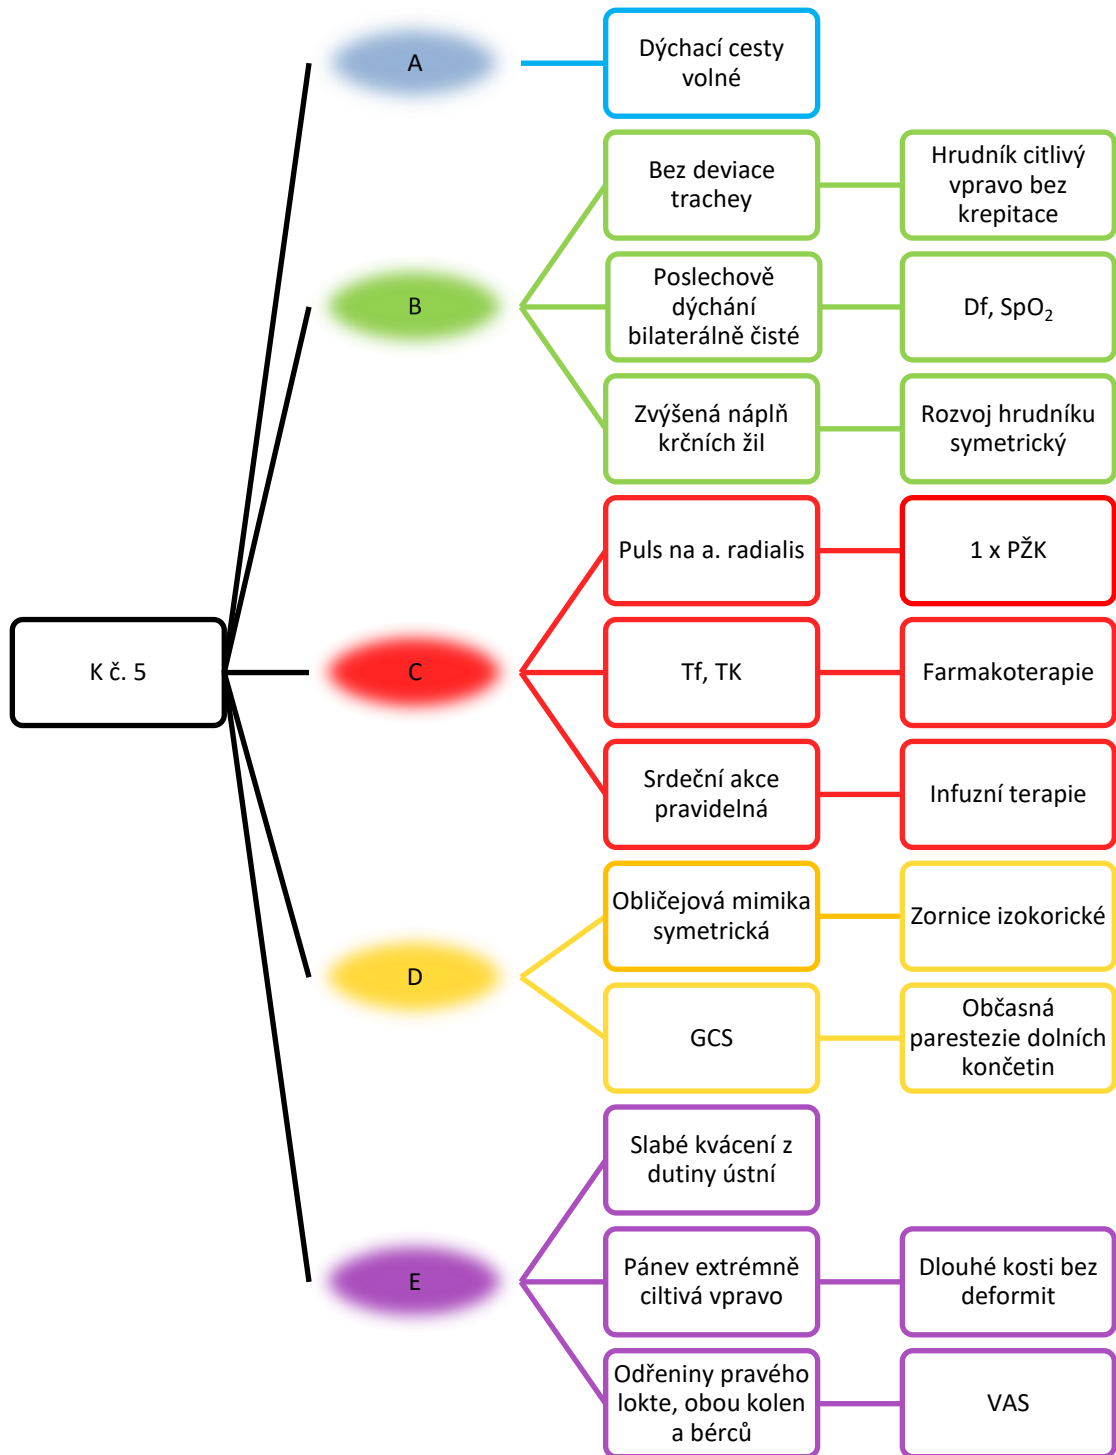 A
Dýchací cesty
volné
B
Bez deviace
trachey
Hrudník citlivý
vpravo bez
krepitace
Poslechově
dýchání
bilaterálně čisté
Df, SpO₂
Zvýšená náplň
krčních žil
Rozvoj hrudníku
symetrický
K č. 5
C
Puls na a. radialis
1 x PŽK
Tf, TK
Farmakoterapie
Srdeční akce
pravidelná
Infuzní terapie
D
Obličejová mimika
symetrická
Zornice izokorické
GCS
Občasná
parestezie dolních
končetin
E
Slabé kvácení z
dutiny ústní
Pánev extrémně
ciltivá vpravo
Dlouhé kosti bez
deformit
Odřeniny pravého
lokte, obou kolen
a bérců
VAS